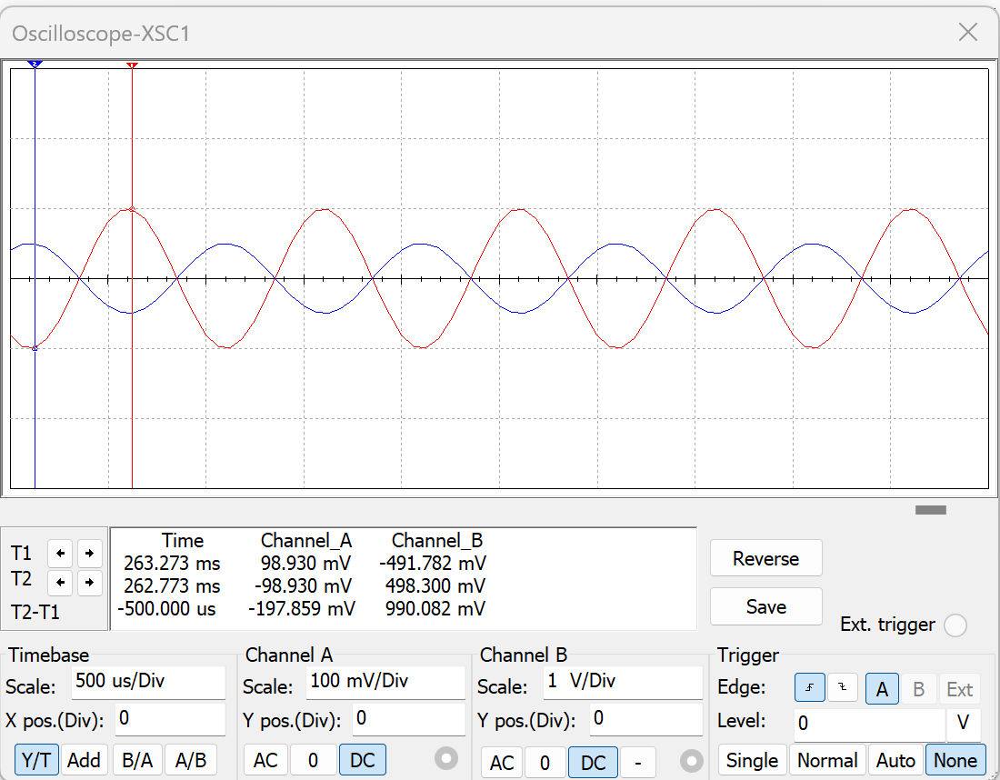 Oscilloscope-XSC1
2 1
Time Channel_A Channel_B
T1 263.273 ms 98.930 mV -491.782 mV
T2 262.773 ms -98.930 mV 498.300 mV
T2-T1 -500.000 us -197.859 mV 990.082 mV
Reverse
Save
Ext. trigger
Timebase
Scale: 500 us/Div
X pos.(Div): 0
Y/T Add B/A A/B
Channel A
Scale: 100 mV/Div
Y pos.(Div): 0
AC 0 DC
Channel B
Scale: 1 V/Div
Y pos.(Div): 0
AC 0 DC -
Trigger
Edge: A B Ext
Level: 0 V
Single Normal Auto None